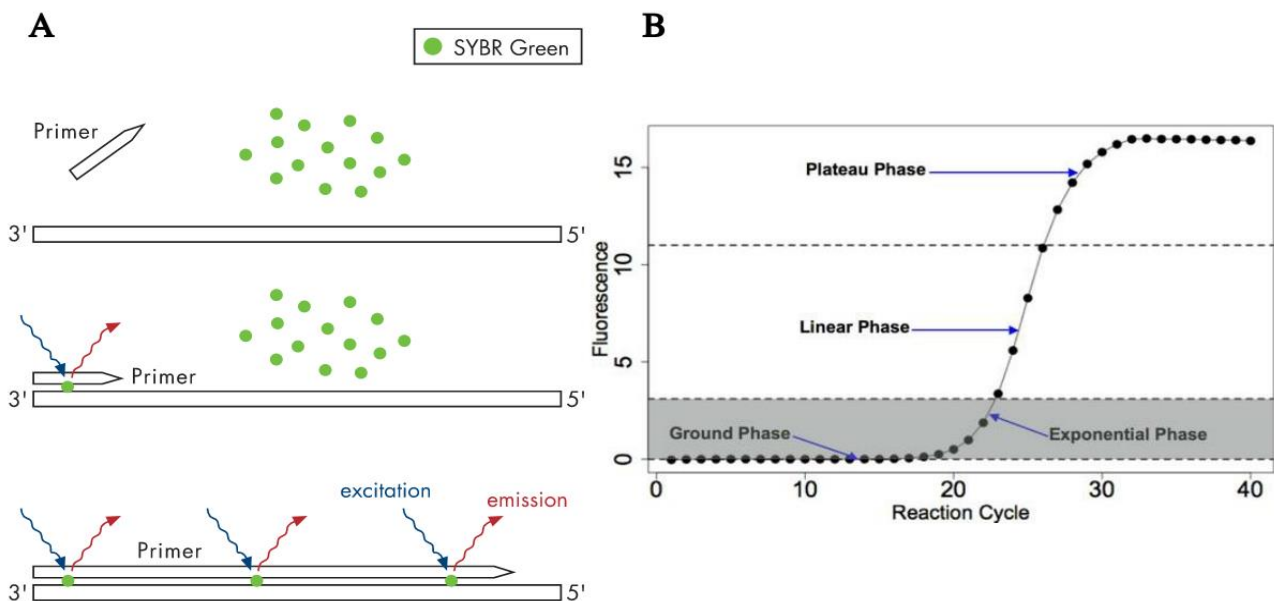 A
SYBR Green
Primer
3'
5'
Primer
3'
5'
excitation
emission
Primer
3'
5'
B
Fluorescence
15
10
5
0
Plateau Phase
Linear Phase
Ground Phase
Exponential Phase
0
10
20
30
40
Reaction Cycle